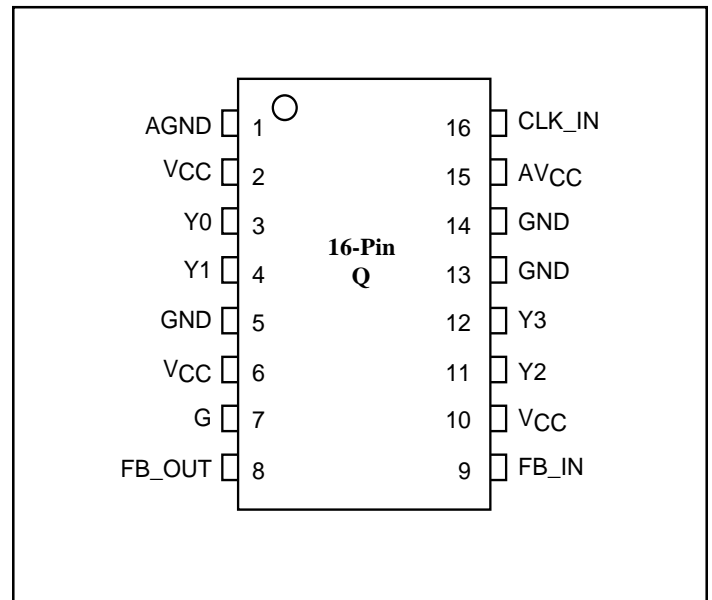 AGND 1 16 CLK_IN
VCC 2 15 AVCC
Y0 3 14 GND
16-Pin
Q
Y1 4 13 GND
GND 5 12 Y3
VCC 6 11 Y2
G 7 10 VCC
FB_OUT 8 9 FB_IN